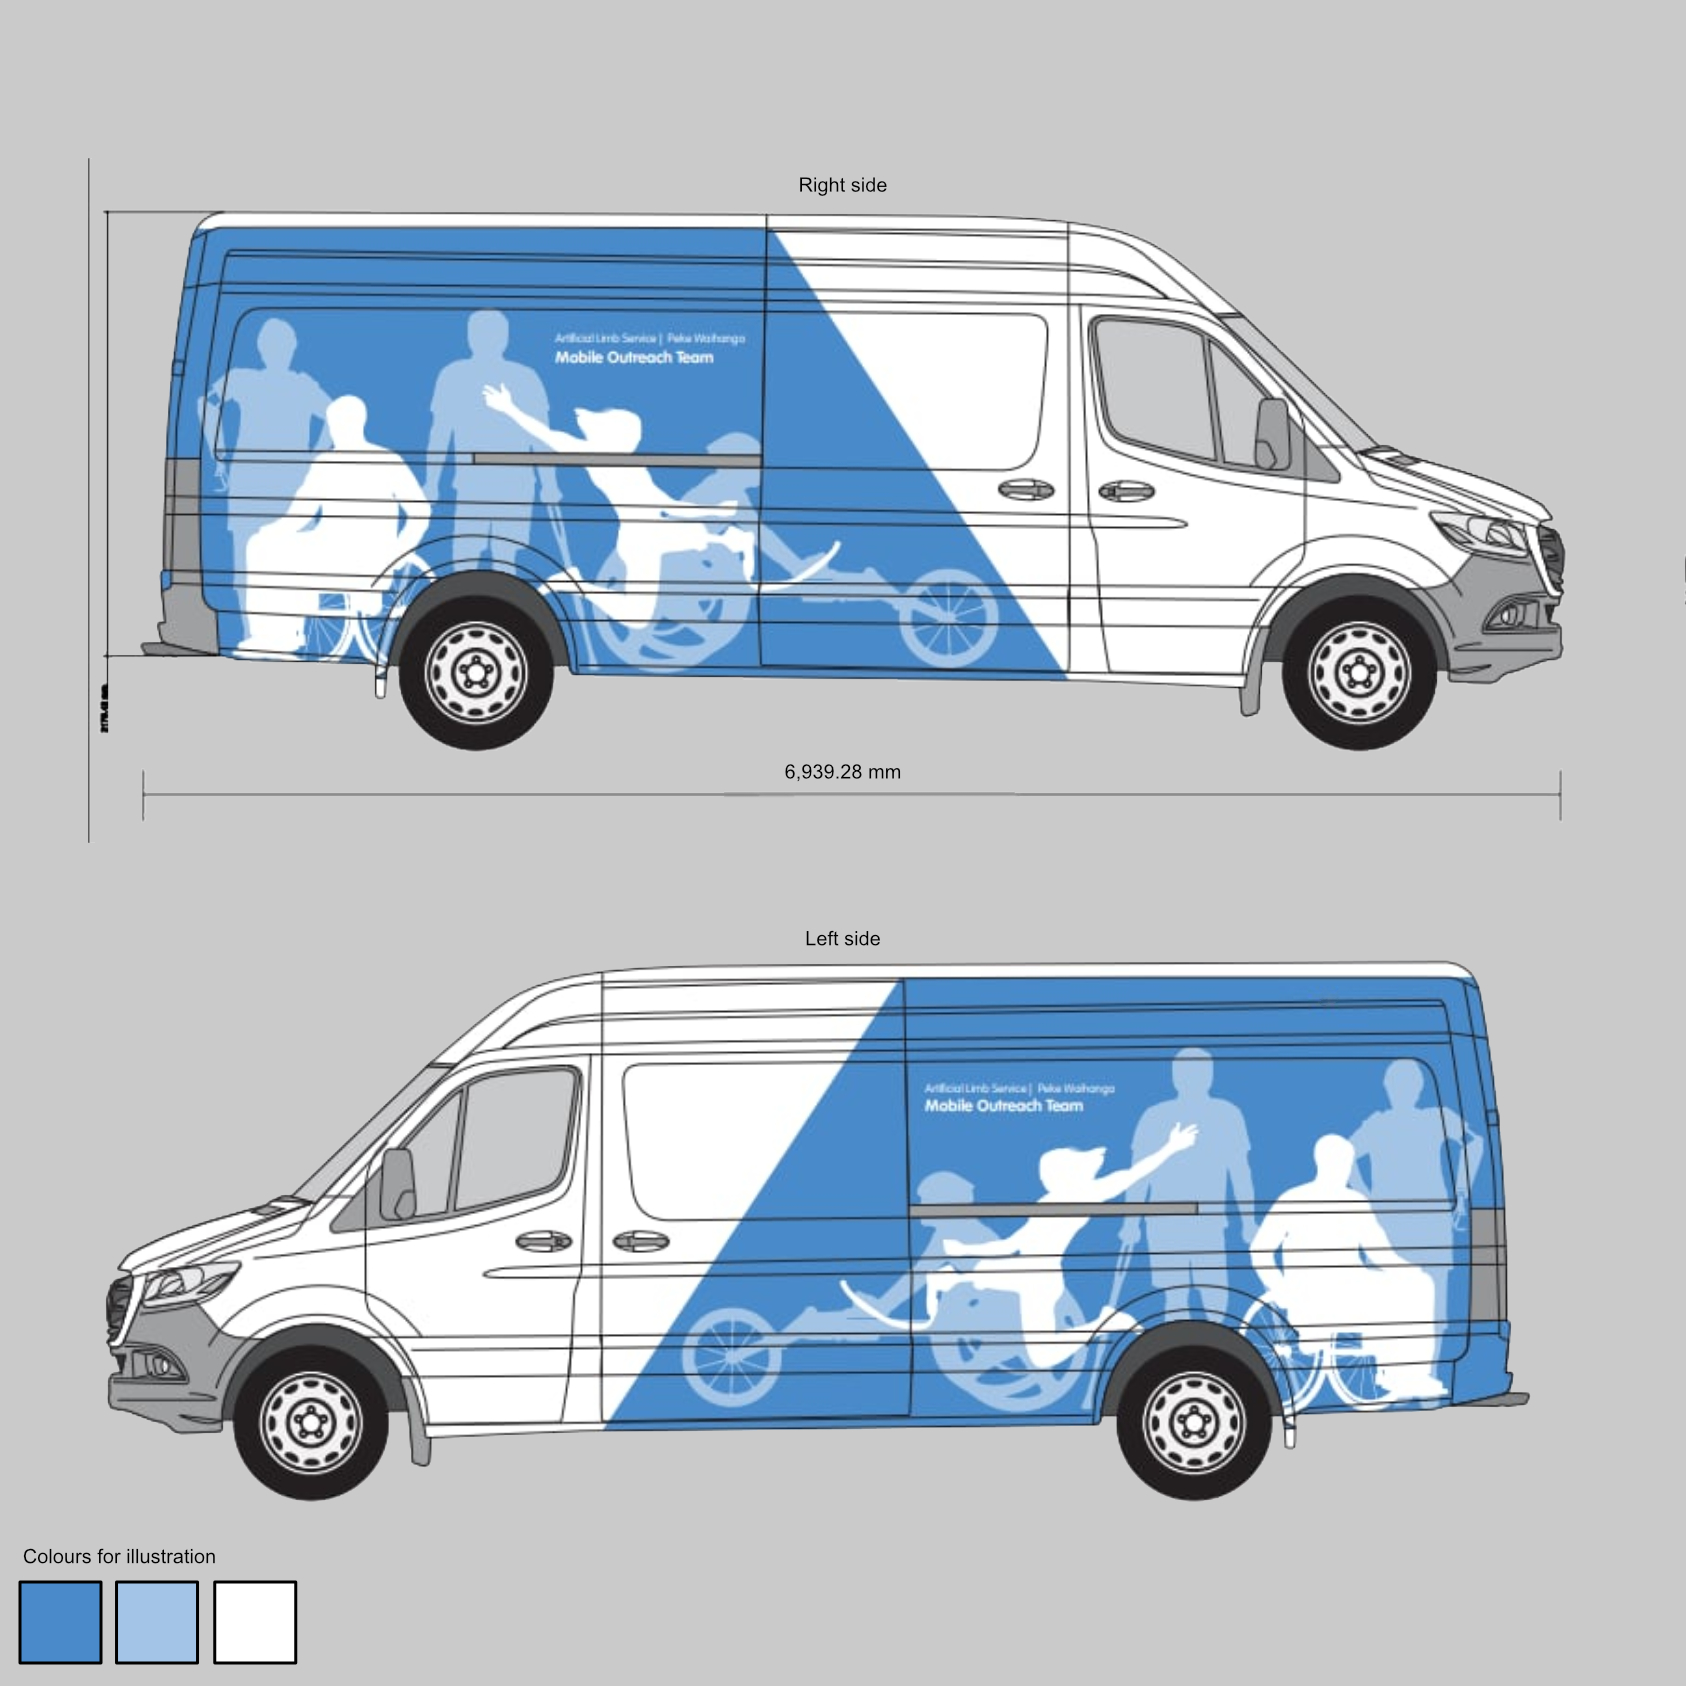 Right side
Artificial Limb Service | Peke Waihanga
Mobile Outreach Team
6,939.28 mm
Left side
Artificial Limb Service | Peke Waihanga
Mobile Outreach Team
Colours for illustration